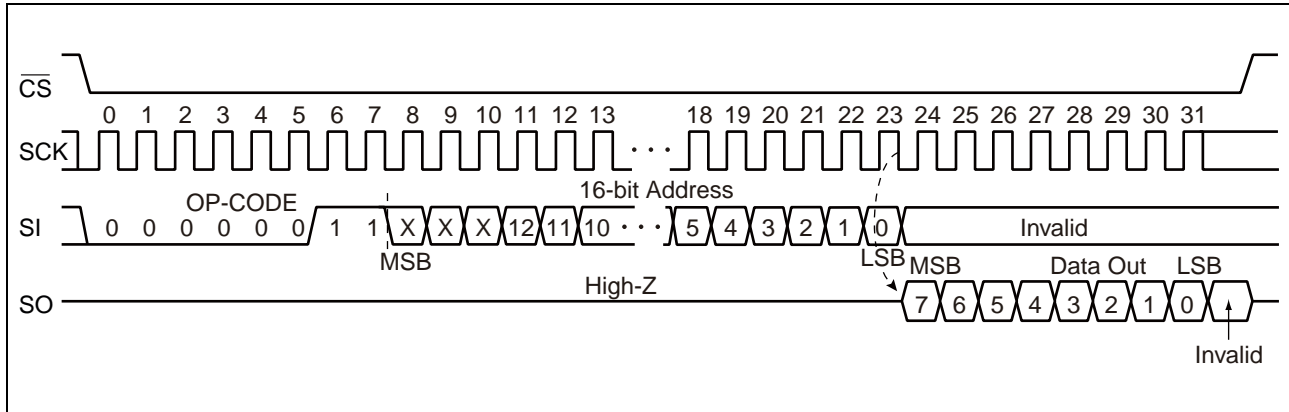 CS
0 1 2 3 4 5 6 7 8 9 10 11 12 13 18 19 20 21 22 23 24 25 26 27 28 29 30 31
SCK · · ·
OP-CODE 16-bit Address
SI 0 0 0 0 0 0 1 1 X X X 12 11 10 · · · 5 4 3 2 1 0 Invalid
MSB LSB MSB Data Out LSB
High-Z
SO 7 6 5 4 3 2 1 0
Invalid